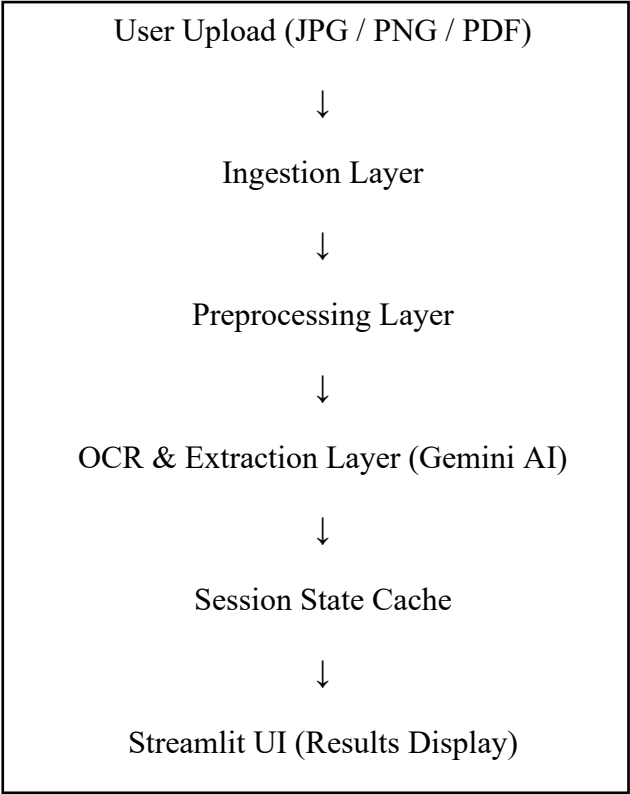 User Upload (JPG / PNG / PDF)
↓
Ingestion Layer
↓
Preprocessing Layer
↓
OCR & Extraction Layer (Gemini AI)
↓
Session State Cache
↓
Streamlit UI (Results Display)